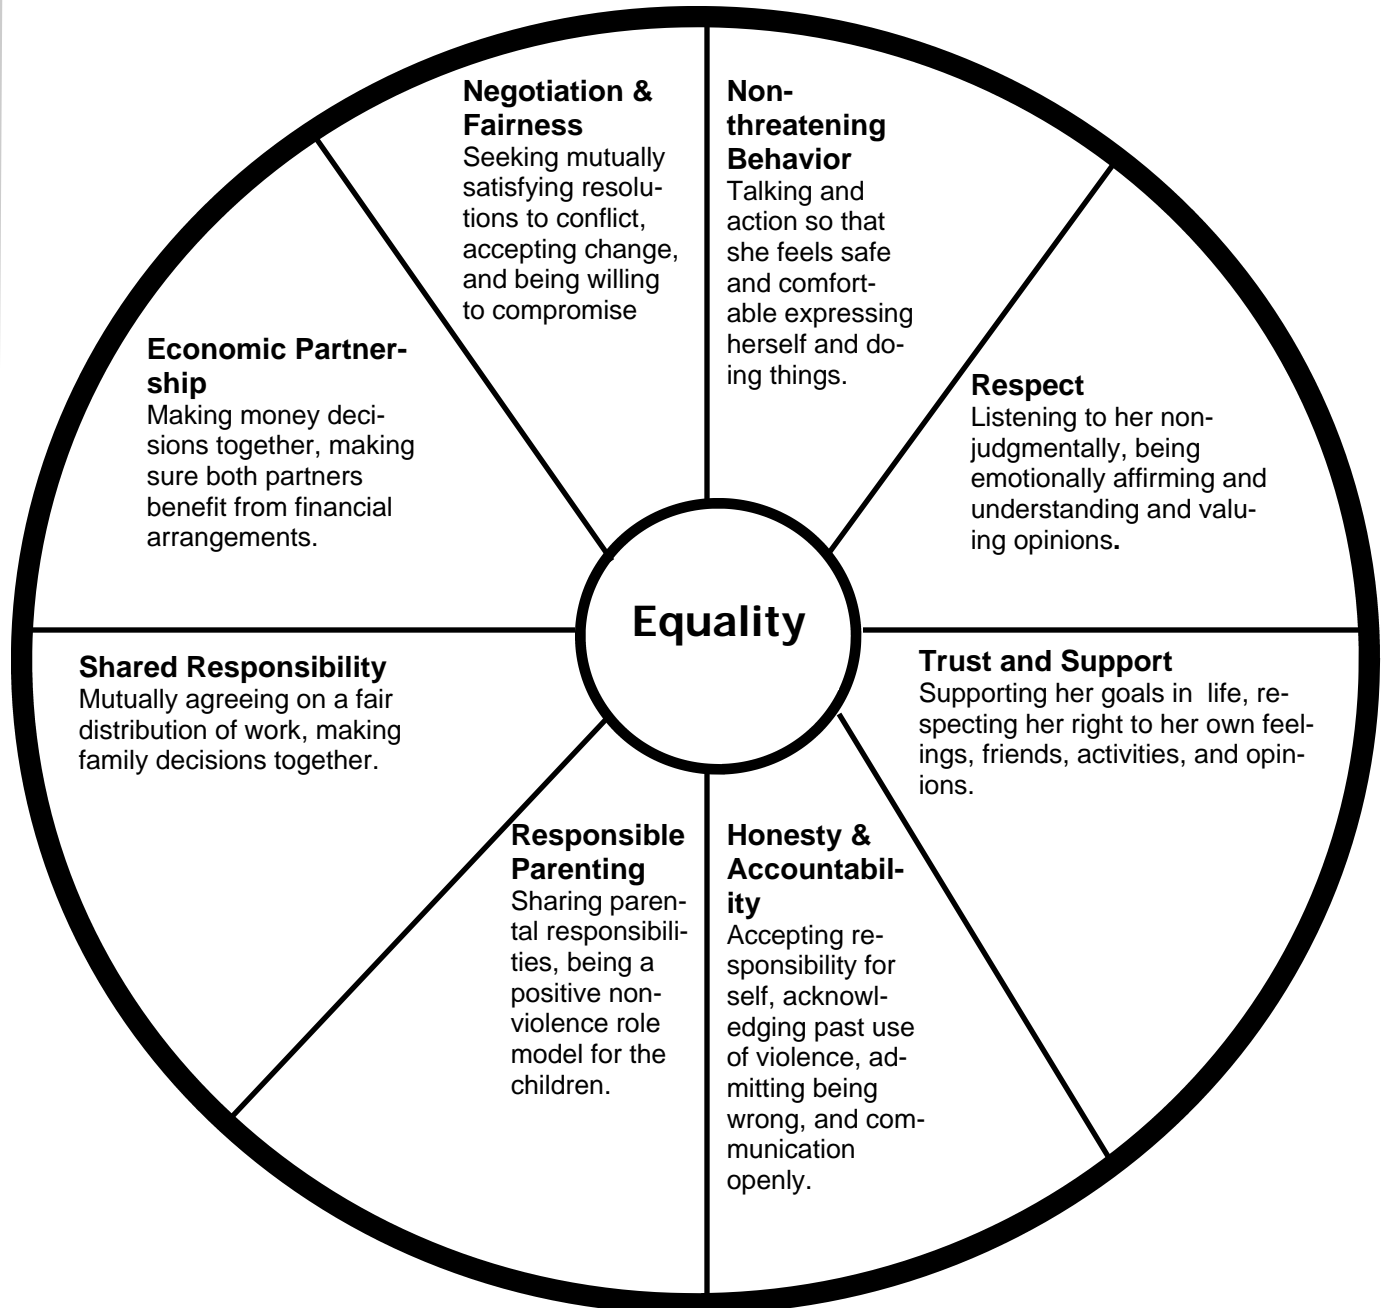 Negotiation &
Fairness
Seeking mutually
satisfying resolu-
tions to conflict,
accepting change,
and being willing
to compromise
Non-
threatening
Behavior
Talking and
action so that
she feels safe
and comfort-
able expressing
herself and do-
ing things.
Economic Partner-
ship
Making money deci-
sions together, making
sure both partners
benefit from financial
arrangements.
Respect
Listening to her non-
judgmentally, being
emotionally affirming and
understanding and valu-
ing opinions.
Equality
Shared Responsibility
Mutually agreeing on a fair
distribution of work, making
family decisions together.
Trust and Support
Supporting her goals in  life, re-
specting her right to her own feel-
ings, friends, activities, and opin-
ions.
Responsible
Parenting
Sharing paren-
tal responsibili-
ties, being a
positive non-
violence role
model for the
children.
Honesty &
Accountabil-
ity
Accepting re-
sponsibility for
self, acknowl-
edging past use
of violence, ad-
mitting being
wrong, and com-
munication
openly.